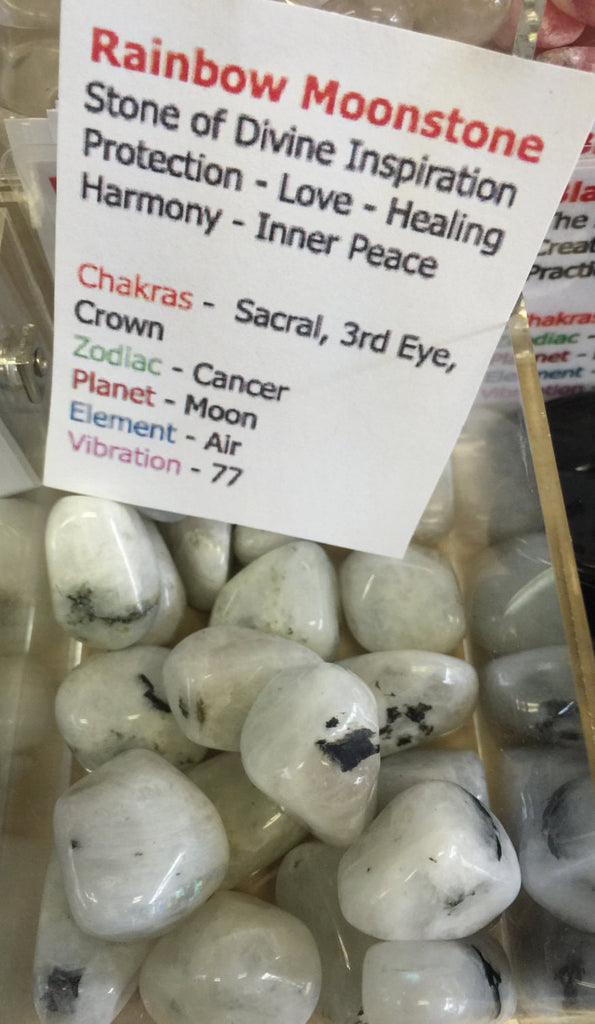 Rainbow Moonstone
Stone of Divine Inspiration
Protection - Love - Healing
Harmony - Inner Peace
Chakras - Sacral, 3rd Eye,
Crown
Zodiac - Cancer
Planet - Moon
Element - Air
Vibration - 77
The